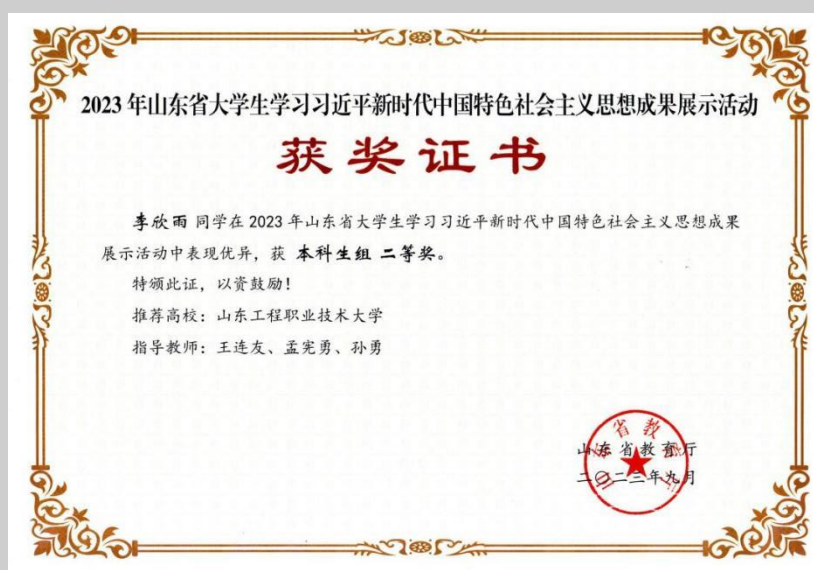 2023年山东省大学生学习习近平新时代中国特色社会主义思想成果展示活动
获奖证书
李欣雨 同学在 2023 年山东省大学生学习习近平新时代中国特色社会主义思想成果
展示活动中表现优异，获 本科生组 二等奖。
特颁此证，以资鼓励！
推荐高校：山东工程职业技术大学
指导教师：王连友、孟宪勇、孙勇
山东省教育厅
山东省教育厅
二〇二三年九月